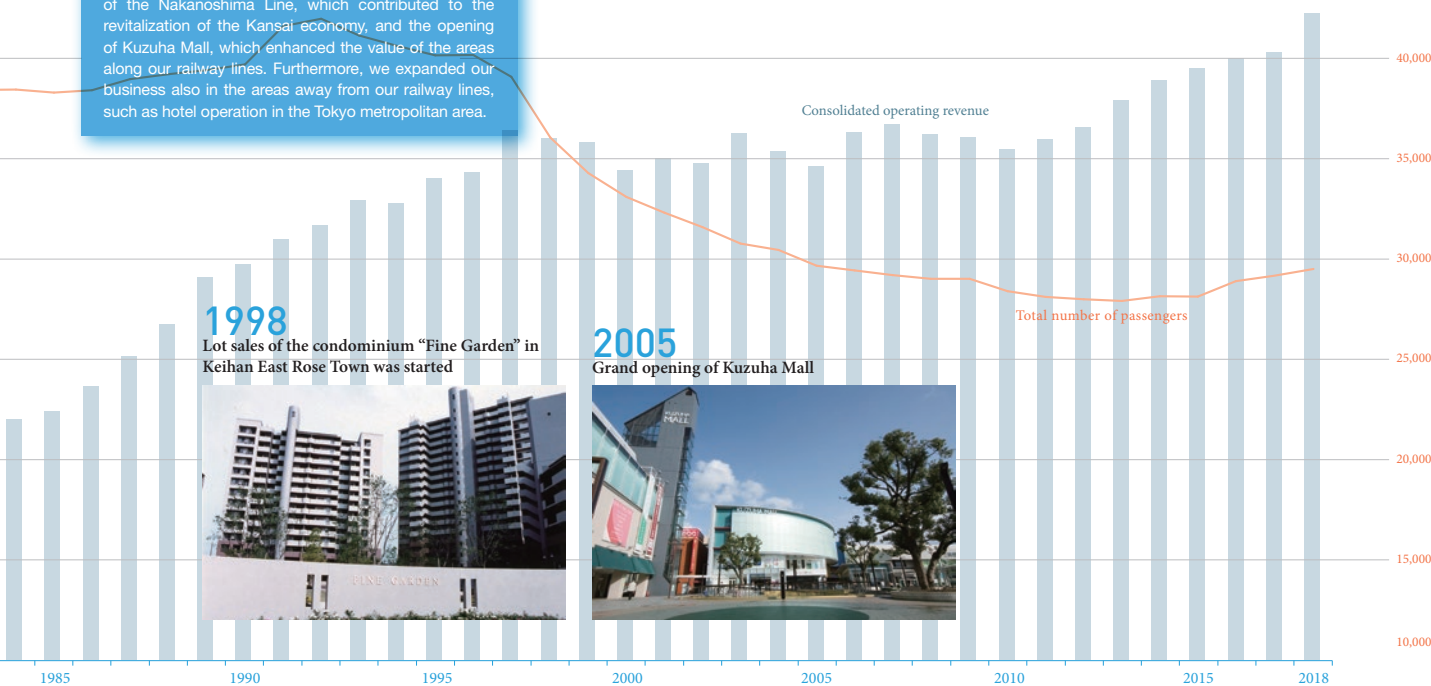 of the Nakanoshima Line, which contributed to the
revitalization of the Kansai economy, and the opening
of Kuzuha Mall, which enhanced the value of the areas
along our railway lines. Furthermore, we expanded our
business also in the areas away from our railway lines,
such as hotel operation in the Tokyo metropolitan area.
Consolidated operating revenue
Total number of passengers
40,000
35,000
30,000
25,000
20,000
15,000
10,000
1998
Lot sales of the condominium “Fine Garden” in
Keihan East Rose Town was started
FINE GARDEN
2005
Grand opening of Kuzuha Mall
KUZUHA
MALL
KUZUHA MALL
1985
1990
1995
2000
2005
2010
2015
2018